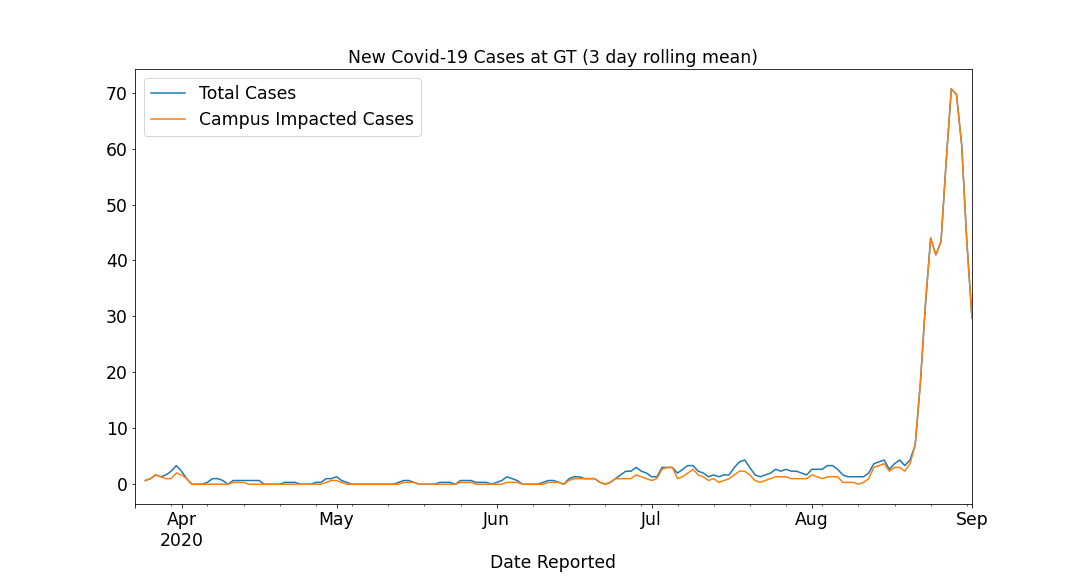 New Covid-19 Cases at GT (3 day rolling mean)
Total Cases
Campus Impacted Cases
70
60
50
40
30
20
10
0
Apr May Jun Jul Aug Sep
2020
Date Reported